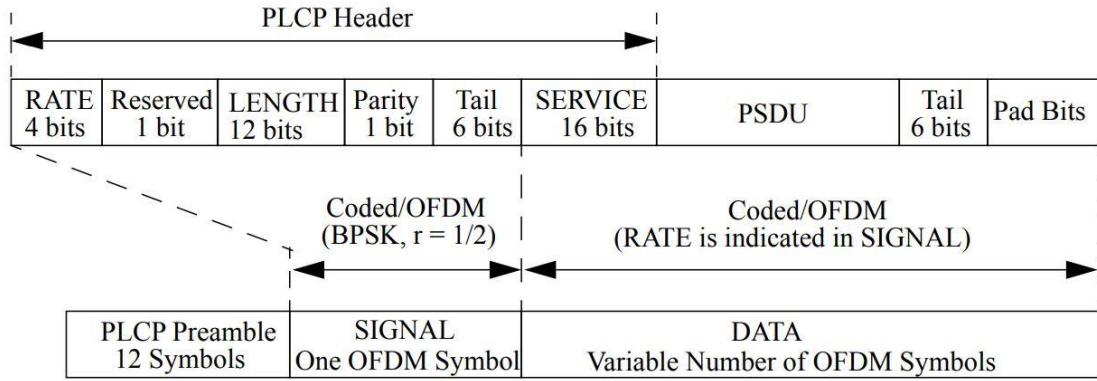 PLCP Header
RATE Reserved LENGTH Parity Tail SERVICE PSDU Tail Pad Bits
4 bits 1 bit 12 bits 1 bit 6 bits 16 bits 6 bits
Coded/OFDM Coded/OFDM
(BPSK, r = 1/2) (RATE is indicated in SIGNAL)
PLCP Preamble SIGNAL DATA
12 Symbols One OFDM Symbol Variable Number of OFDM Symbols